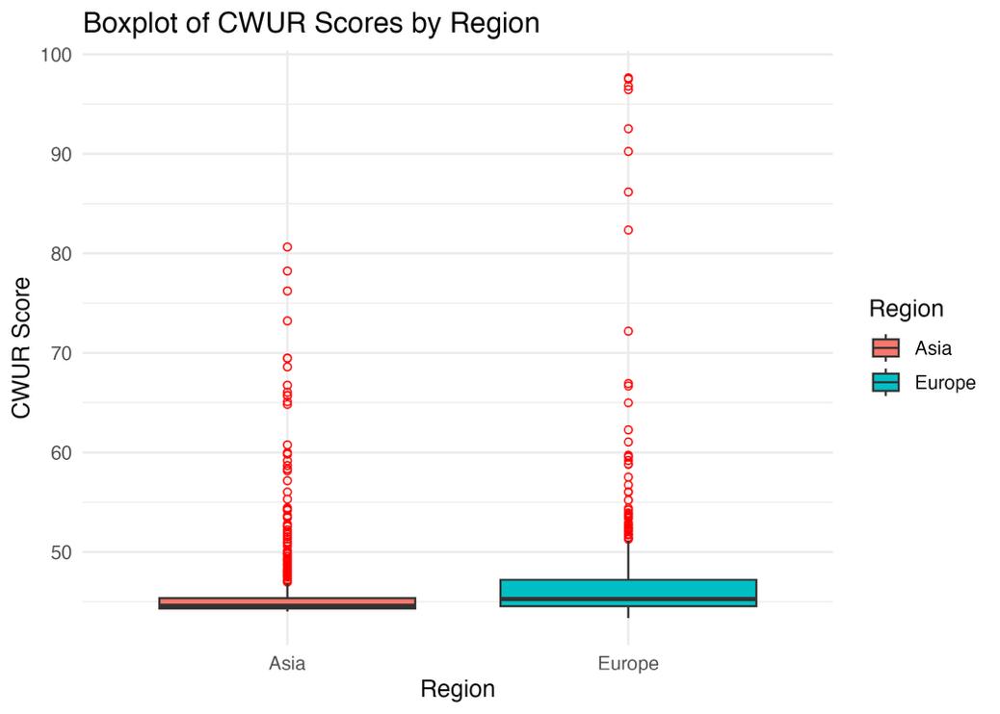 Boxplot of CWUR Scores by Region
100
90
80
70
60
50
CWUR Score
Asia
Europe
Region
Region
Asia
Europe